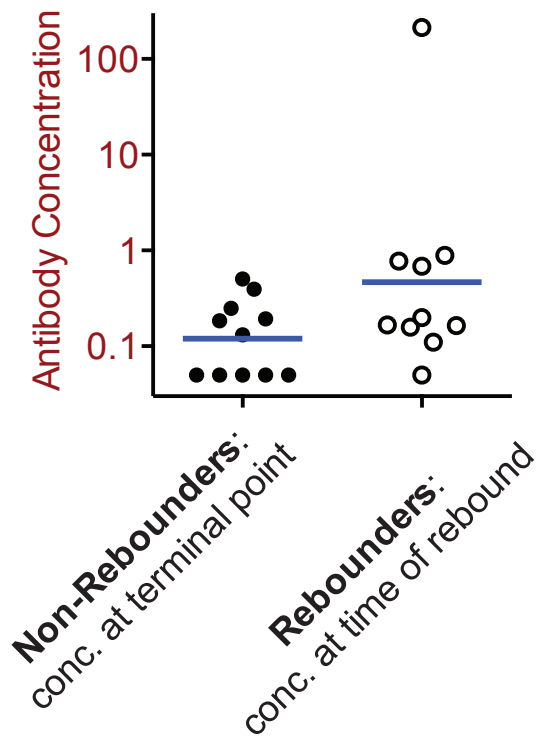 Antibody Concentration
100
10
1
0.1
Non-Rebounders:
conc. at terminal point
Rebounders:
conc. at time of rebound